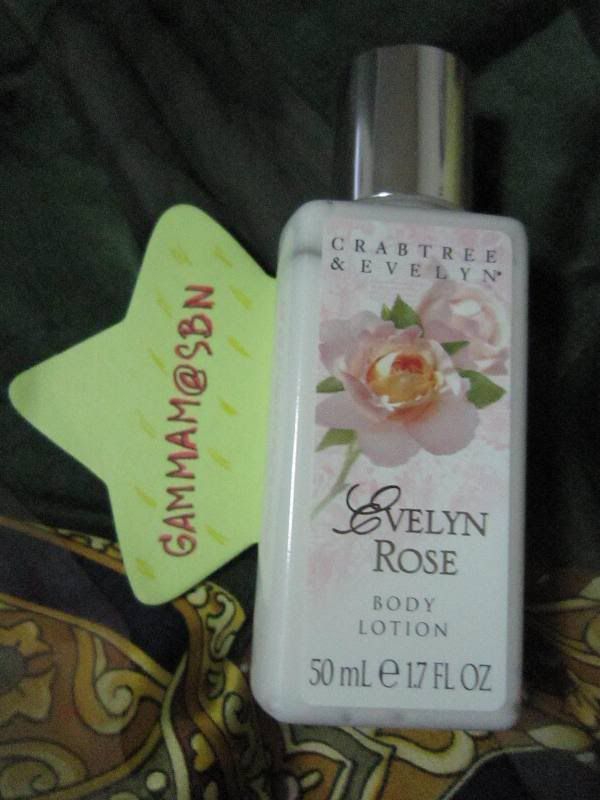 CRABTREE
& EVELYN®
EVELYN
ROSE
BODY
LOTION
50 mL ℮ 1.7 FL OZ
GAMMAM@SBN